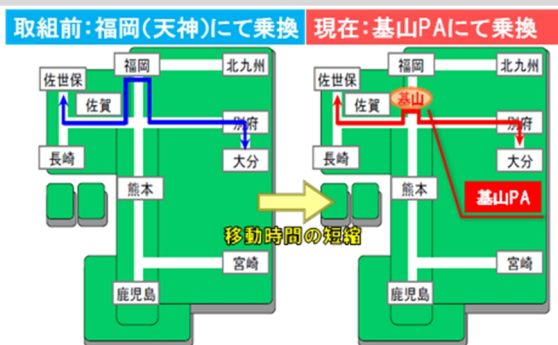 取組前：福岡（天神）にて乗換
現在：基山PAにて乗換
福岡
北九州
佐世保
佐賀
別府
長崎
大分
熊本
宮崎
鹿児島
移動時間の短縮
福岡
北九州
佐世保
基山
佐賀
別府
長崎
大分
熊本
基山PA
宮崎
鹿児島